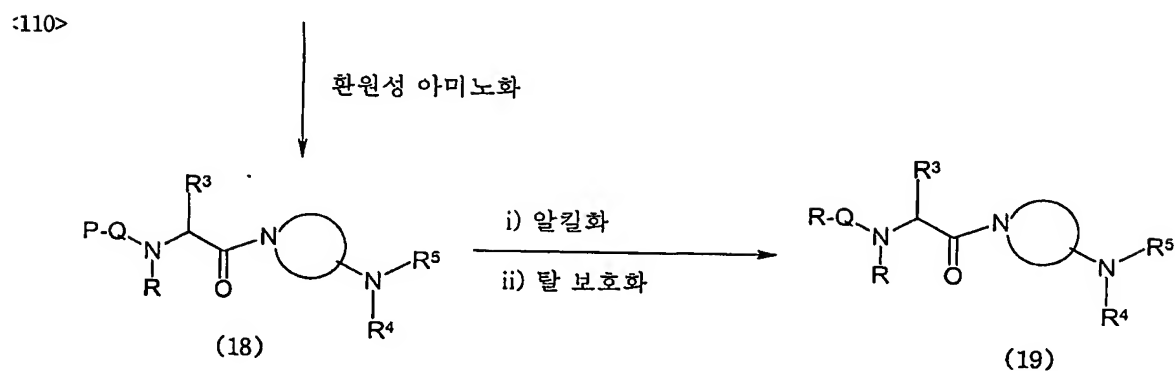 <110>
환원성 아미노화
R³
P-Q
N
R
O
N
N
R⁵
R⁴
(18)
i) 알킬화
ii) 탈 보호화
R³
R-Q
N
R
O
N
N
R⁵
R⁴
(19)